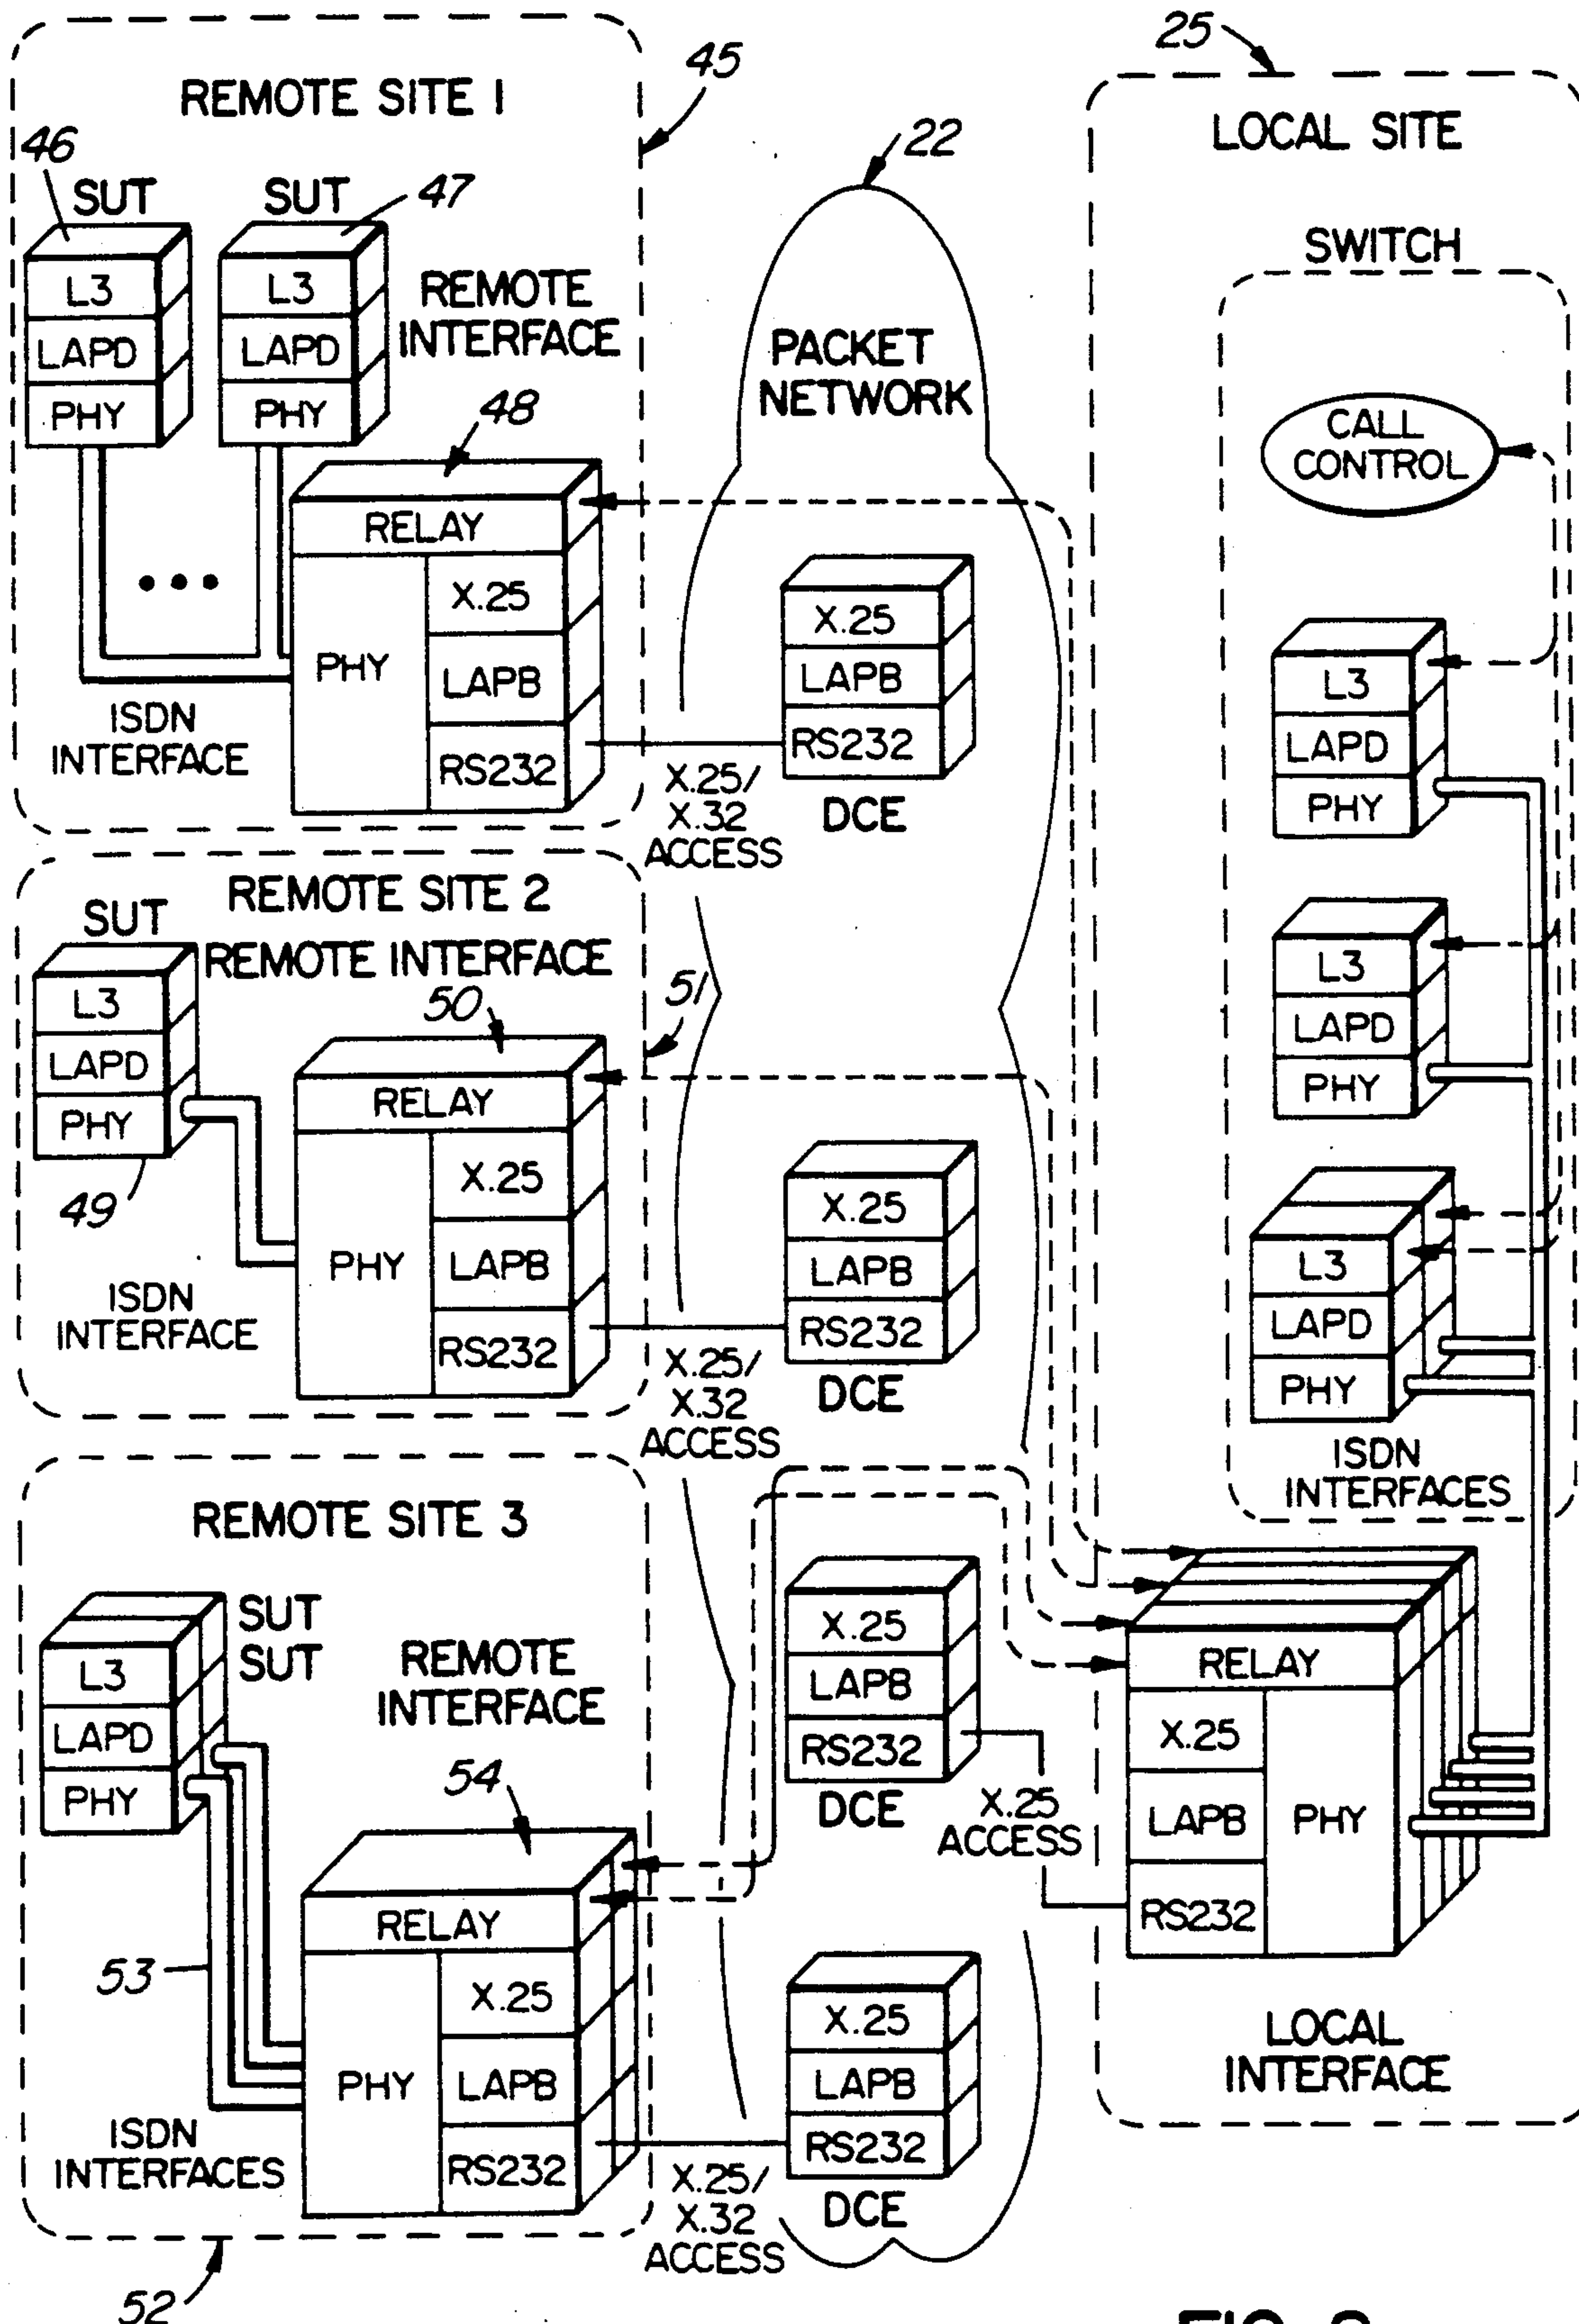 REMOTE SITE 1
45
46
SUT
SUT
47
L3
LAPD
PHY
L3
LAPD
PHY
REMOTE
INTERFACE
48
RELAY
PHY
X.25
LAPB
RS232
ISDN
INTERFACE
X.25/
X.32
ACCESS
22
PACKET
NETWORK
X.25
LAPB
RS232
DCE
REMOTE SITE 2
SUT
REMOTE INTERFACE
L3
LAPD
PHY
49
50
51
RELAY
PHY
X.25
LAPB
RS232
ISDN
INTERFACE
X.25/
X.32
ACCESS
X.25
LAPB
RS232
DCE
REMOTE SITE 3
SUT
SUT
L3
LAPD
PHY
REMOTE
INTERFACE
54
RELAY
PHY
X.25
LAPB
RS232
53
ISDN
INTERFACES
52
X.25/
X.32
ACCESS
X.25
LAPB
RS232
DCE
X.25
ACCESS
X.25
LAPB
RS232
DCE
25
LOCAL SITE
SWITCH
CALL
CONTROL
L3
LAPD
PHY
L3
LAPD
PHY
L3
LAPD
PHY
ISDN
INTERFACES
RELAY
X.25
LAPB
RS232
PHY
LOCAL
INTERFACE